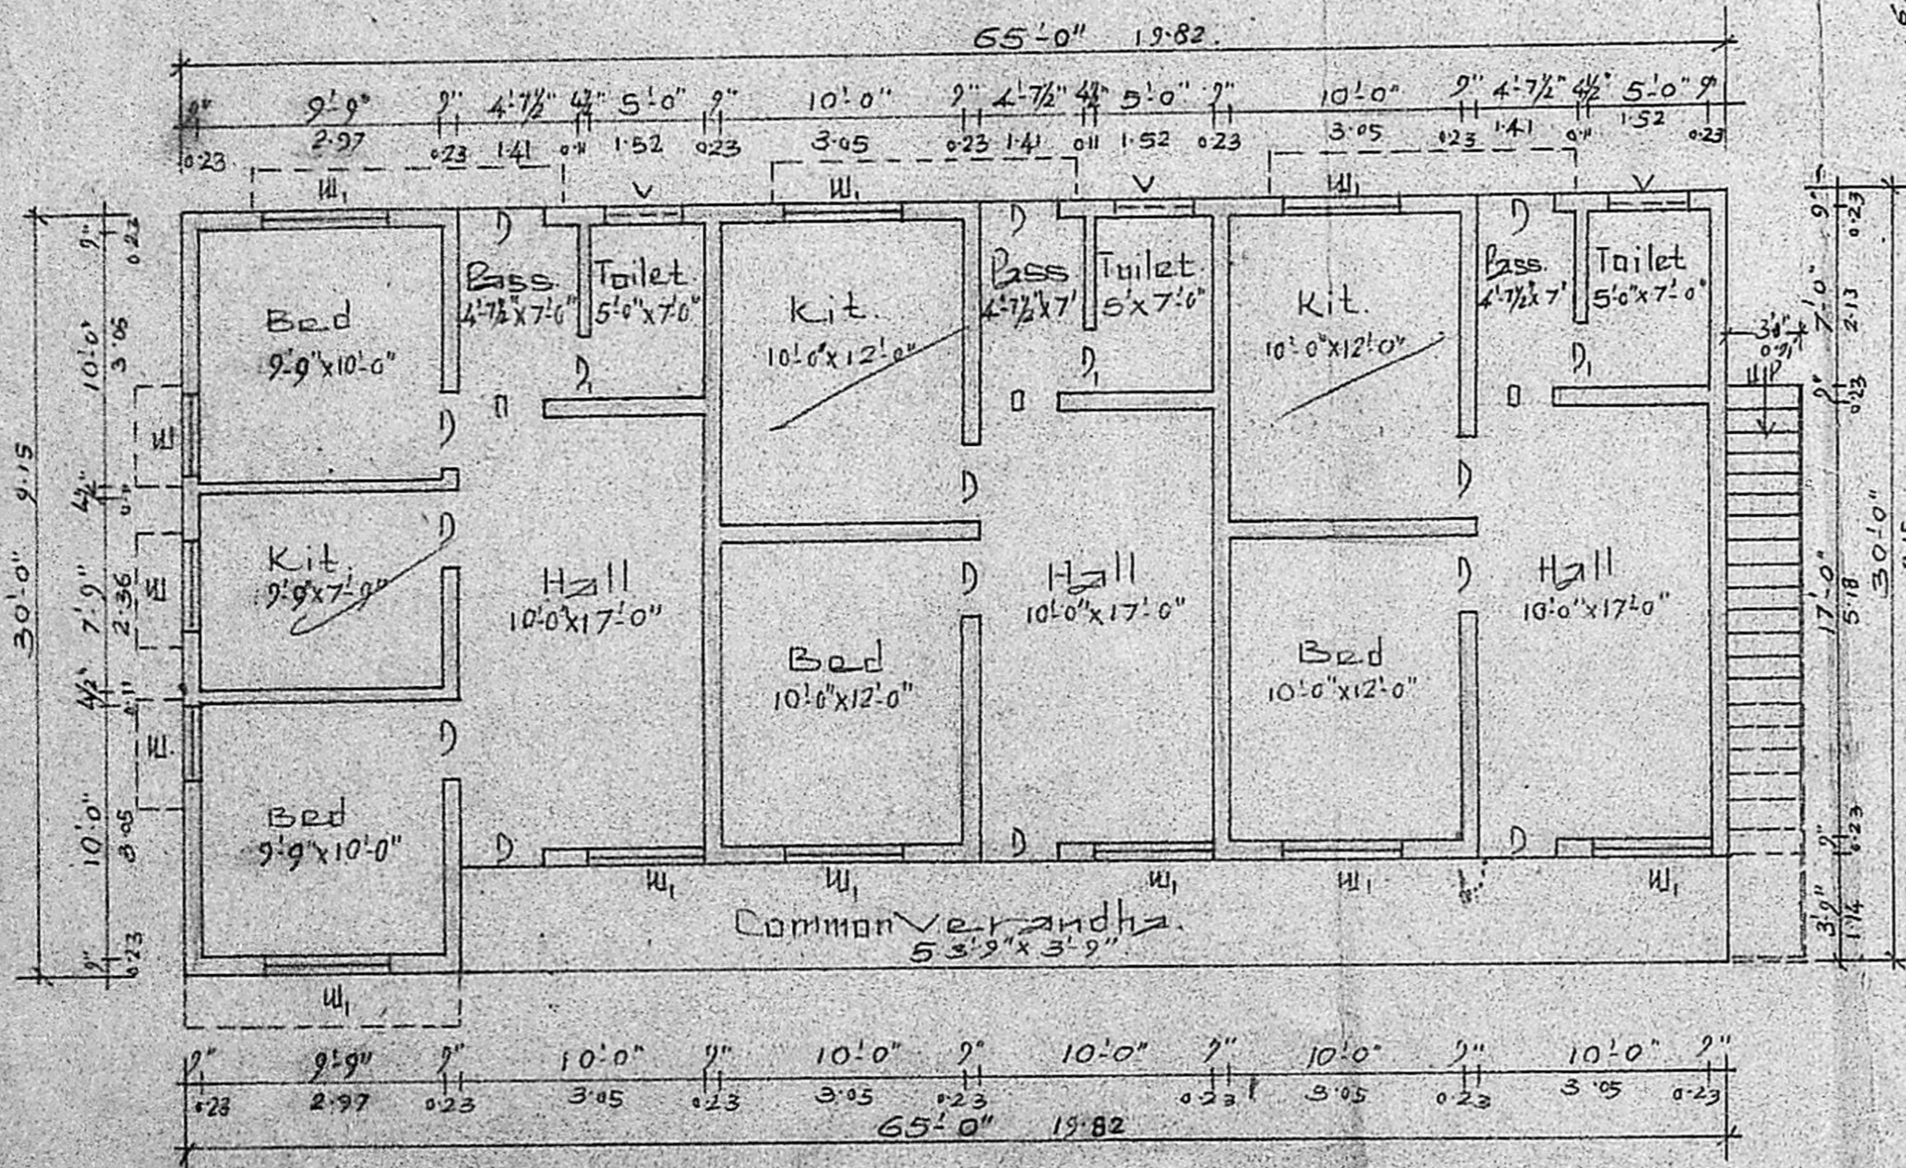 65'-0" 19.82.
9" 9'-9" 9" 4'-7½" 4½" 5'-0" 9" 10'-0" 9" 4'-7½" 4½" 5'-0" 9" 10'-0" 9" 4'-7½" 4½" 5'-0" 9"
0.23 2.97 0.23 1.41 0.11 1.52 0.23 3.05 0.23 1.41 0.11 1.52 0.23 3.05 0.23 1.41 0.11 1.52 0.23
W1 V W1 V W1 V
D D D
Bed
9'-9"x10'-0"
Pass.
4'-7½"x7'-0"
Toilet.
5'-0"x7'-0"
Kit.
10'-0"x12'-0"
Pass
4'-7½"x7'
Toilet.
5'x7'-0"
Kit.
10'-0"x12'-0"
Pass.
4'-7½"x7'
Toilet
5'-0"x7'-0"
3'-0"
0.91
UP
D1 D1 D1
D D D
D D D
Kit.
9'-9"x7'-9"
Hall
10'-0"x17'-0"
Bed
10'-0"x12'-0"
Hall
10'-0"x17'-0"
Bed
10'-0"x12'-0"
Hall
10'-0"x17'-0"
D
Bed
9'-9"x10'-0"
D D D
W W W
W1 W1 W1 W1 W1
Common Verandha.
53'-9"x 3'-9"
W1
30'-0" 9.15
9" 10'-0" 4½" 7'-9" 4½" 10'-0" 9"
0.23 3.05 0.11 2.36 0.11 3.05 0.23
9" 7'-0" 9" 17'-0" 9" 3'-9"
0.23 2.13 0.23 5.18 0.23 1.14
30'-0"
9" 9'-9" 9" 10'-0" 9" 10'-0" 9" 10'-0" 9" 10'-0" 9" 10'-0" 9"
0.23 2.97 0.23 3.05 0.23 3.05 0.23 0.23 3.05 0.23 3.05 0.23
65'-0" 19.82